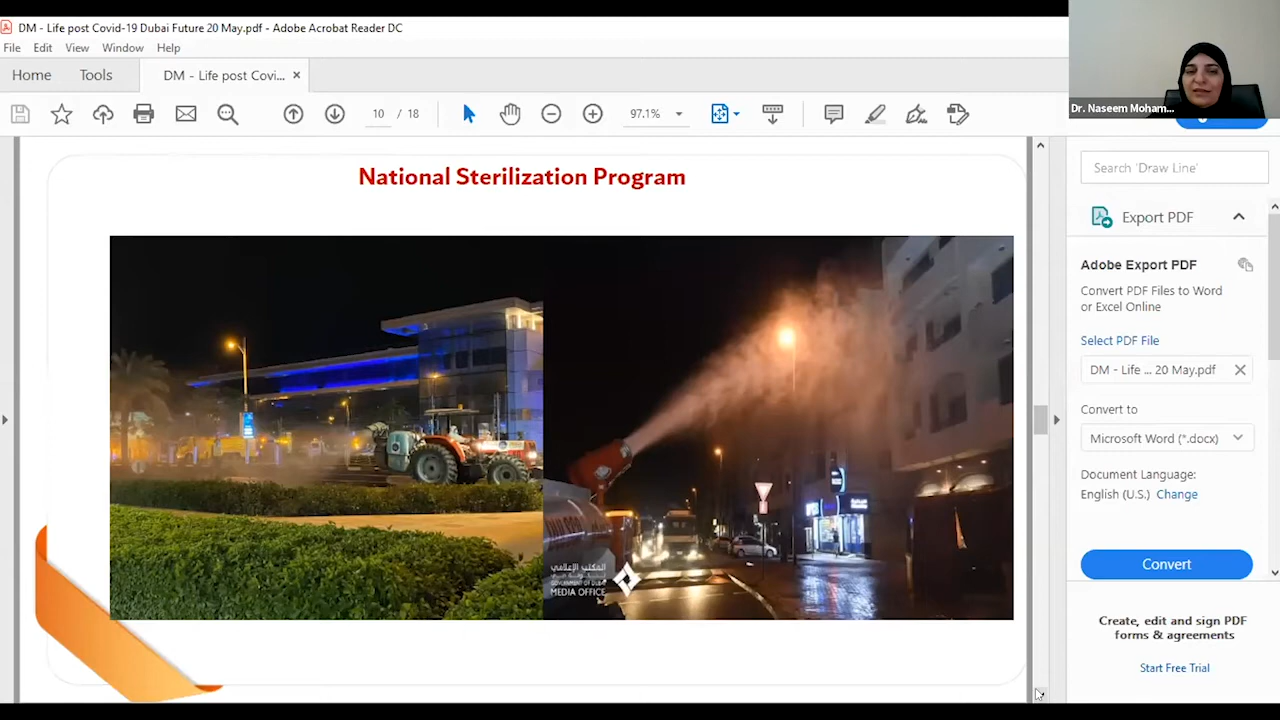 DM - Life post Covid-19 Dubai Future 20 May.pdf - Adobe Acrobat Reader DC
File Edit View Window Help
Home Tools DM - Life post Covi... ×
10 / 18 97.1%
Dr. Naseem Moham...
National Sterilization Program
المكتب الإعلامي
GOVERNMENT OF DUBAI
MEDIA OFFICE
Search 'Draw Line'
Export PDF
Adobe Export PDF
Convert PDF Files to Word
or Excel Online
Select PDF File
DM - Life ... 20 May.pdf
Convert to
Microsoft Word (*.docx)
Document Language:
English (U.S.) Change
Convert
Create, edit and sign PDF
forms & agreements
Start Free Trial